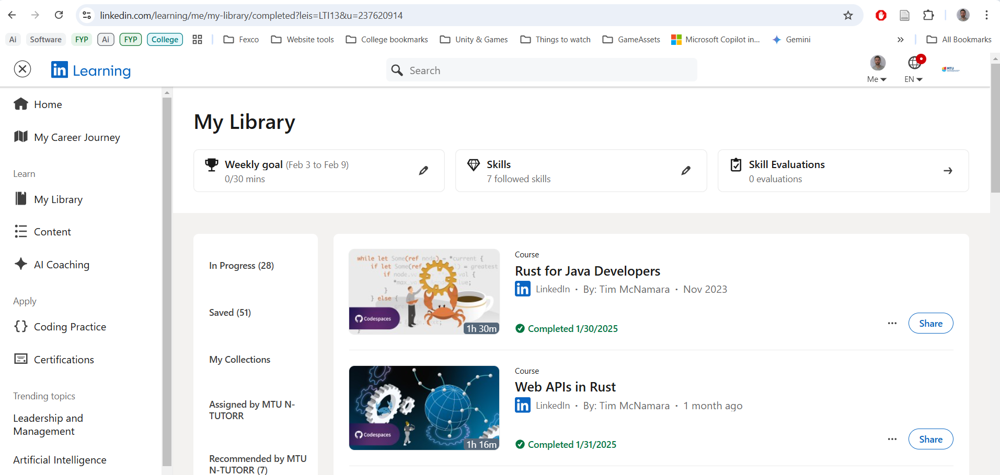 linkedin.com/learning/me/my-library/completed?leis=LTI13&u=237620914
Ai
Software
FYP
Ai
FYP
College
Fexco
Website tools
College bookmarks
Unity & Games
Things to watch
GameAssets
Microsoft Copilot in...
Gemini
All Bookmarks
in Learning
Search
Me
EN
MTU
Home
My Career Journey
Learn
My Library
Content
AI Coaching
Apply
Coding Practice
Certifications
Trending topics
Leadership and
Management
Artificial Intelligence
My Library
Weekly goal (Feb 3 to Feb 9)
0/30 mins
Skills
7 followed skills
Skill Evaluations
0 evaluations
In Progress (28)
Saved (51)
My Collections
Assigned by MTU N-
TUTORR
Recommended by MTU
N-TUTORR (7)
while let Some(ref node) = *current {
if let Some(ref
) = greatest
if node.v
val {
*max_va
ue;
}
} else {
Codespaces
}
1h 30m
Course
Rust for Java Developers
in LinkedIn • By: Tim McNamara • Nov 2023
Completed 1/30/2025
Share
Codespaces
1h 16m
Course
Web APIs in Rust
in LinkedIn • By: Tim McNamara • 1 month ago
Completed 1/31/2025
Share